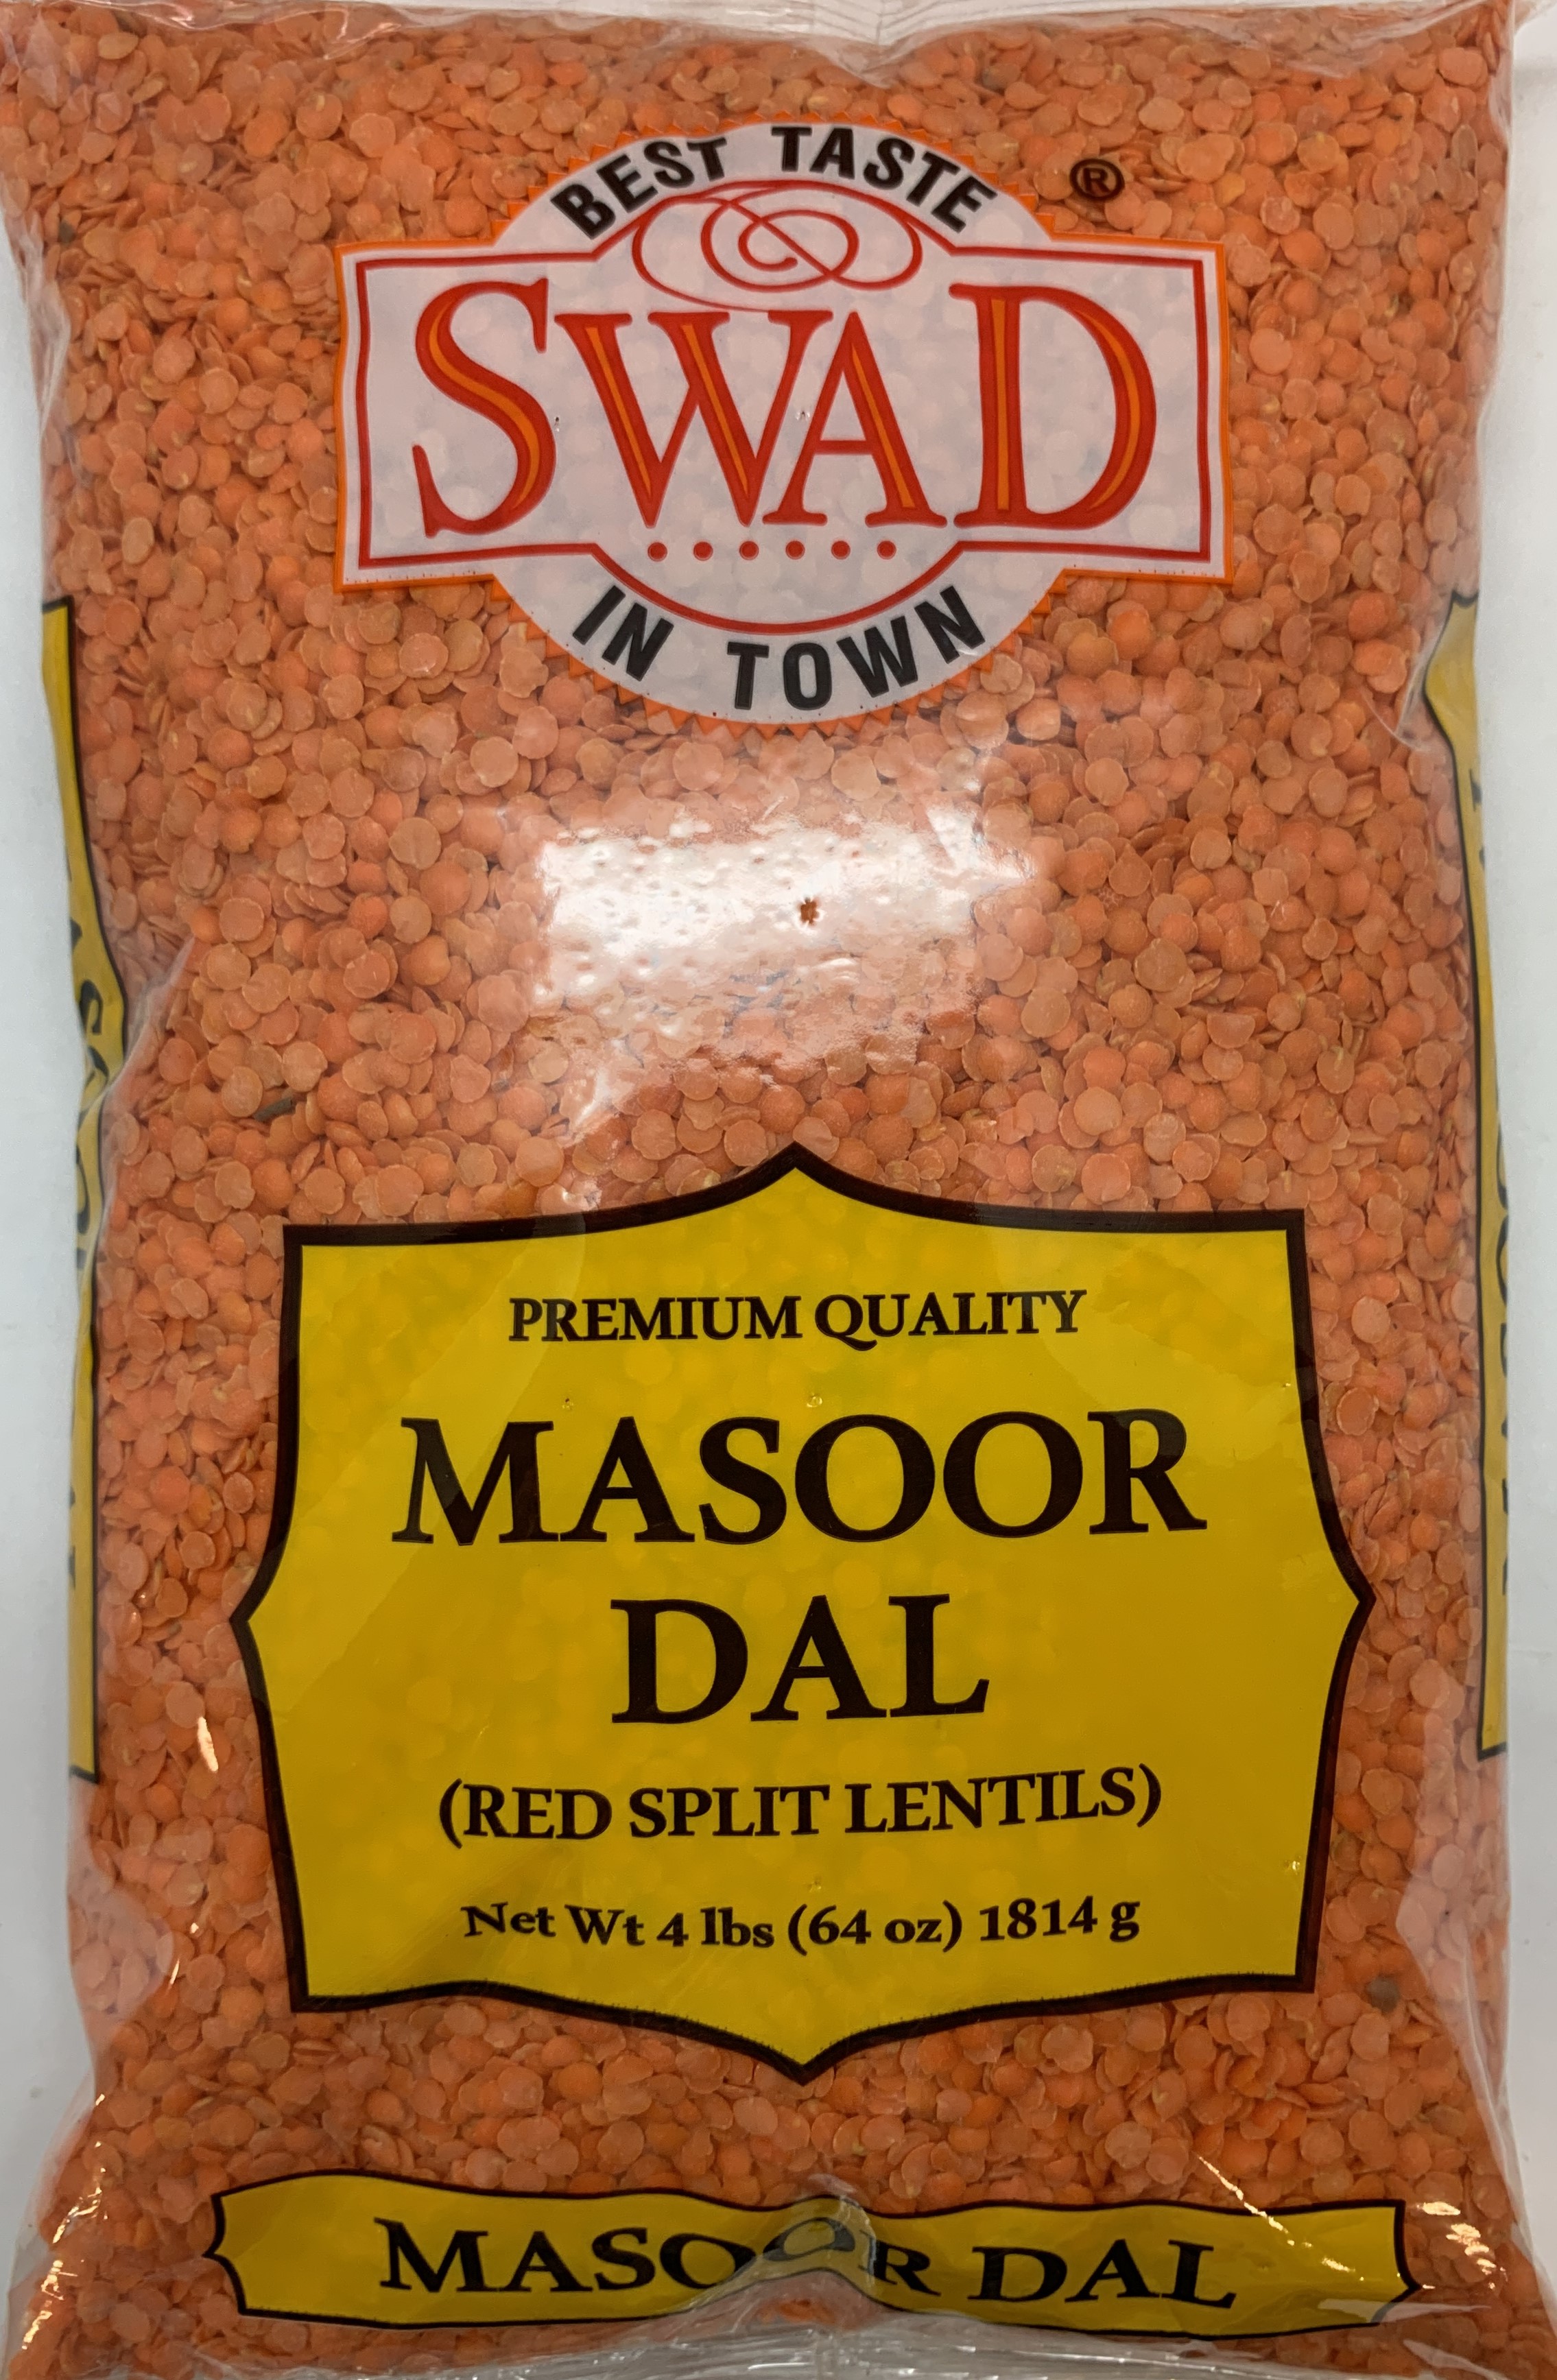 BEST TASTE
®
SWAD
IN TOWN
PREMIUM QUALITY
MASOOR
DAL
(RED SPLIT LENTILS)
Net Wt 4 lbs (64 oz) 1814 g
MASOOR DAL